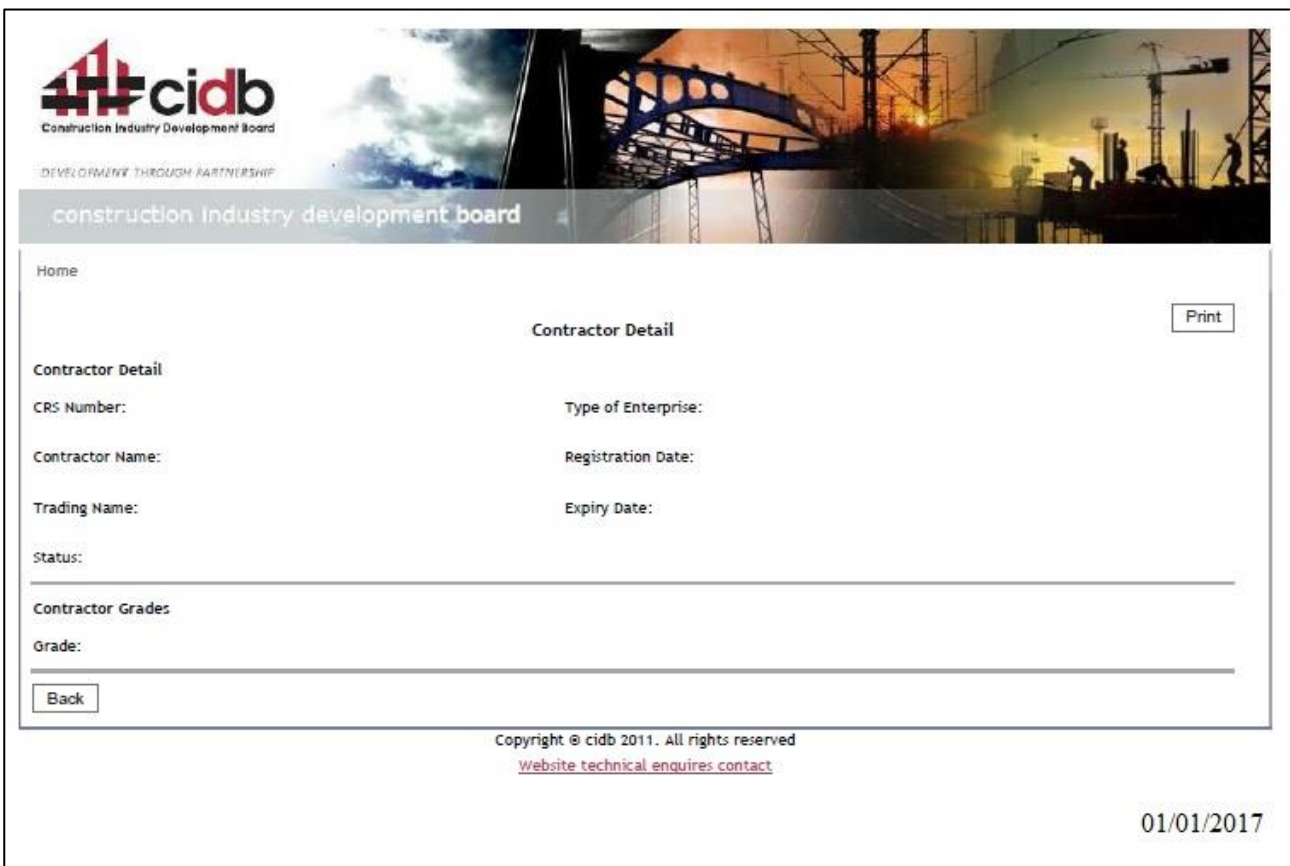 cidb
Construction Industry Development Board
DEVELOPMENT THROUGH PARTNERSHIP
construction industry development board
Home
Print
Contractor Detail
Contractor Detail
CRS Number: Type of Enterprise:
Contractor Name: Registration Date:
Trading Name: Expiry Date:
Status:
Contractor Grades
Grade:
Back
Copyright © cidb 2011. All rights reserved
Website technical enquires contact
01/01/2017